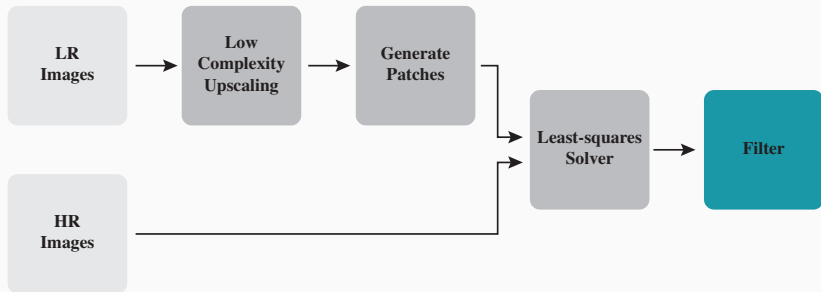 LR
Images
Low
Complexity
Upscaling
Generate
Patches
Least-squares
Solver
Filter
HR
Images